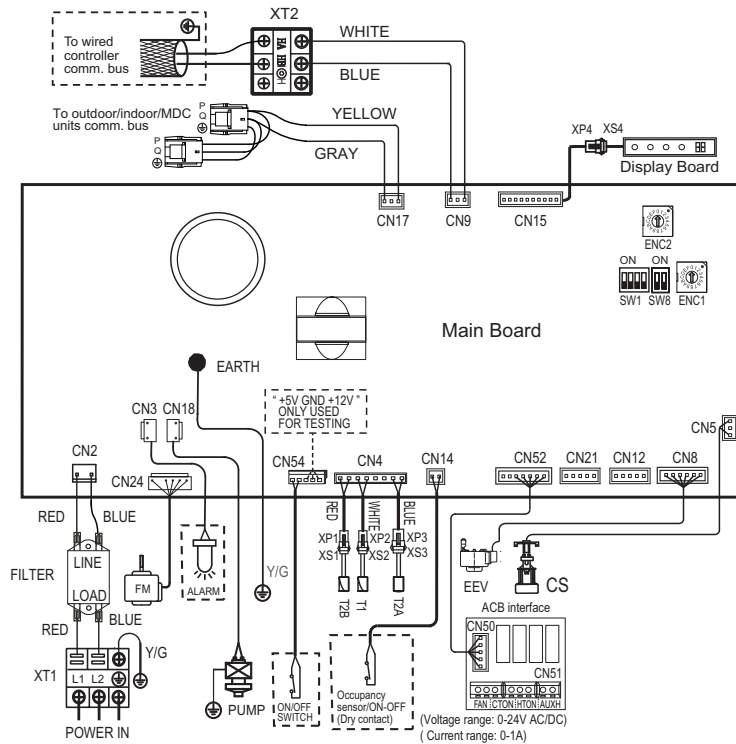 XT2
To wired
controller
comm. bus
HA HB
WHITE
BLUE
To outdoor/indoor/MDC
units comm. bus
P
Q
P
Q
YELLOW
GRAY
XP4 XS4
Display Board
CN17
CN9
CN15
ENC2
ON ON
SW1 SW8 ENC1
Main Board
EARTH
" +5V GND +12V "
ONLY USED
FOR TESTING
CN3 CN18
CN5
CN2
CN24
CN54
CN4
CN14
CN52
CN21
CN12
CN8
RED
BLUE
RED
WHITE
BLUE
FILTER
LINE
LOAD
FM
ALARM
Y/G
XP1
XS1
XP2
XS2
XP3
XS3
T2B
T1
T2A
EEV
CS
ACB interface
CN50
CN51
FAN CTON HTON AUXH
(Voltage range: 0-24V AC/DC)
( Current range: 0-1A)
RED
BLUE
Y/G
XT1
L1 L2
POWER IN
PUMP
ON/OFF
SWITCH
Occupancy
sensor/ON-OFF
(Dry contact)